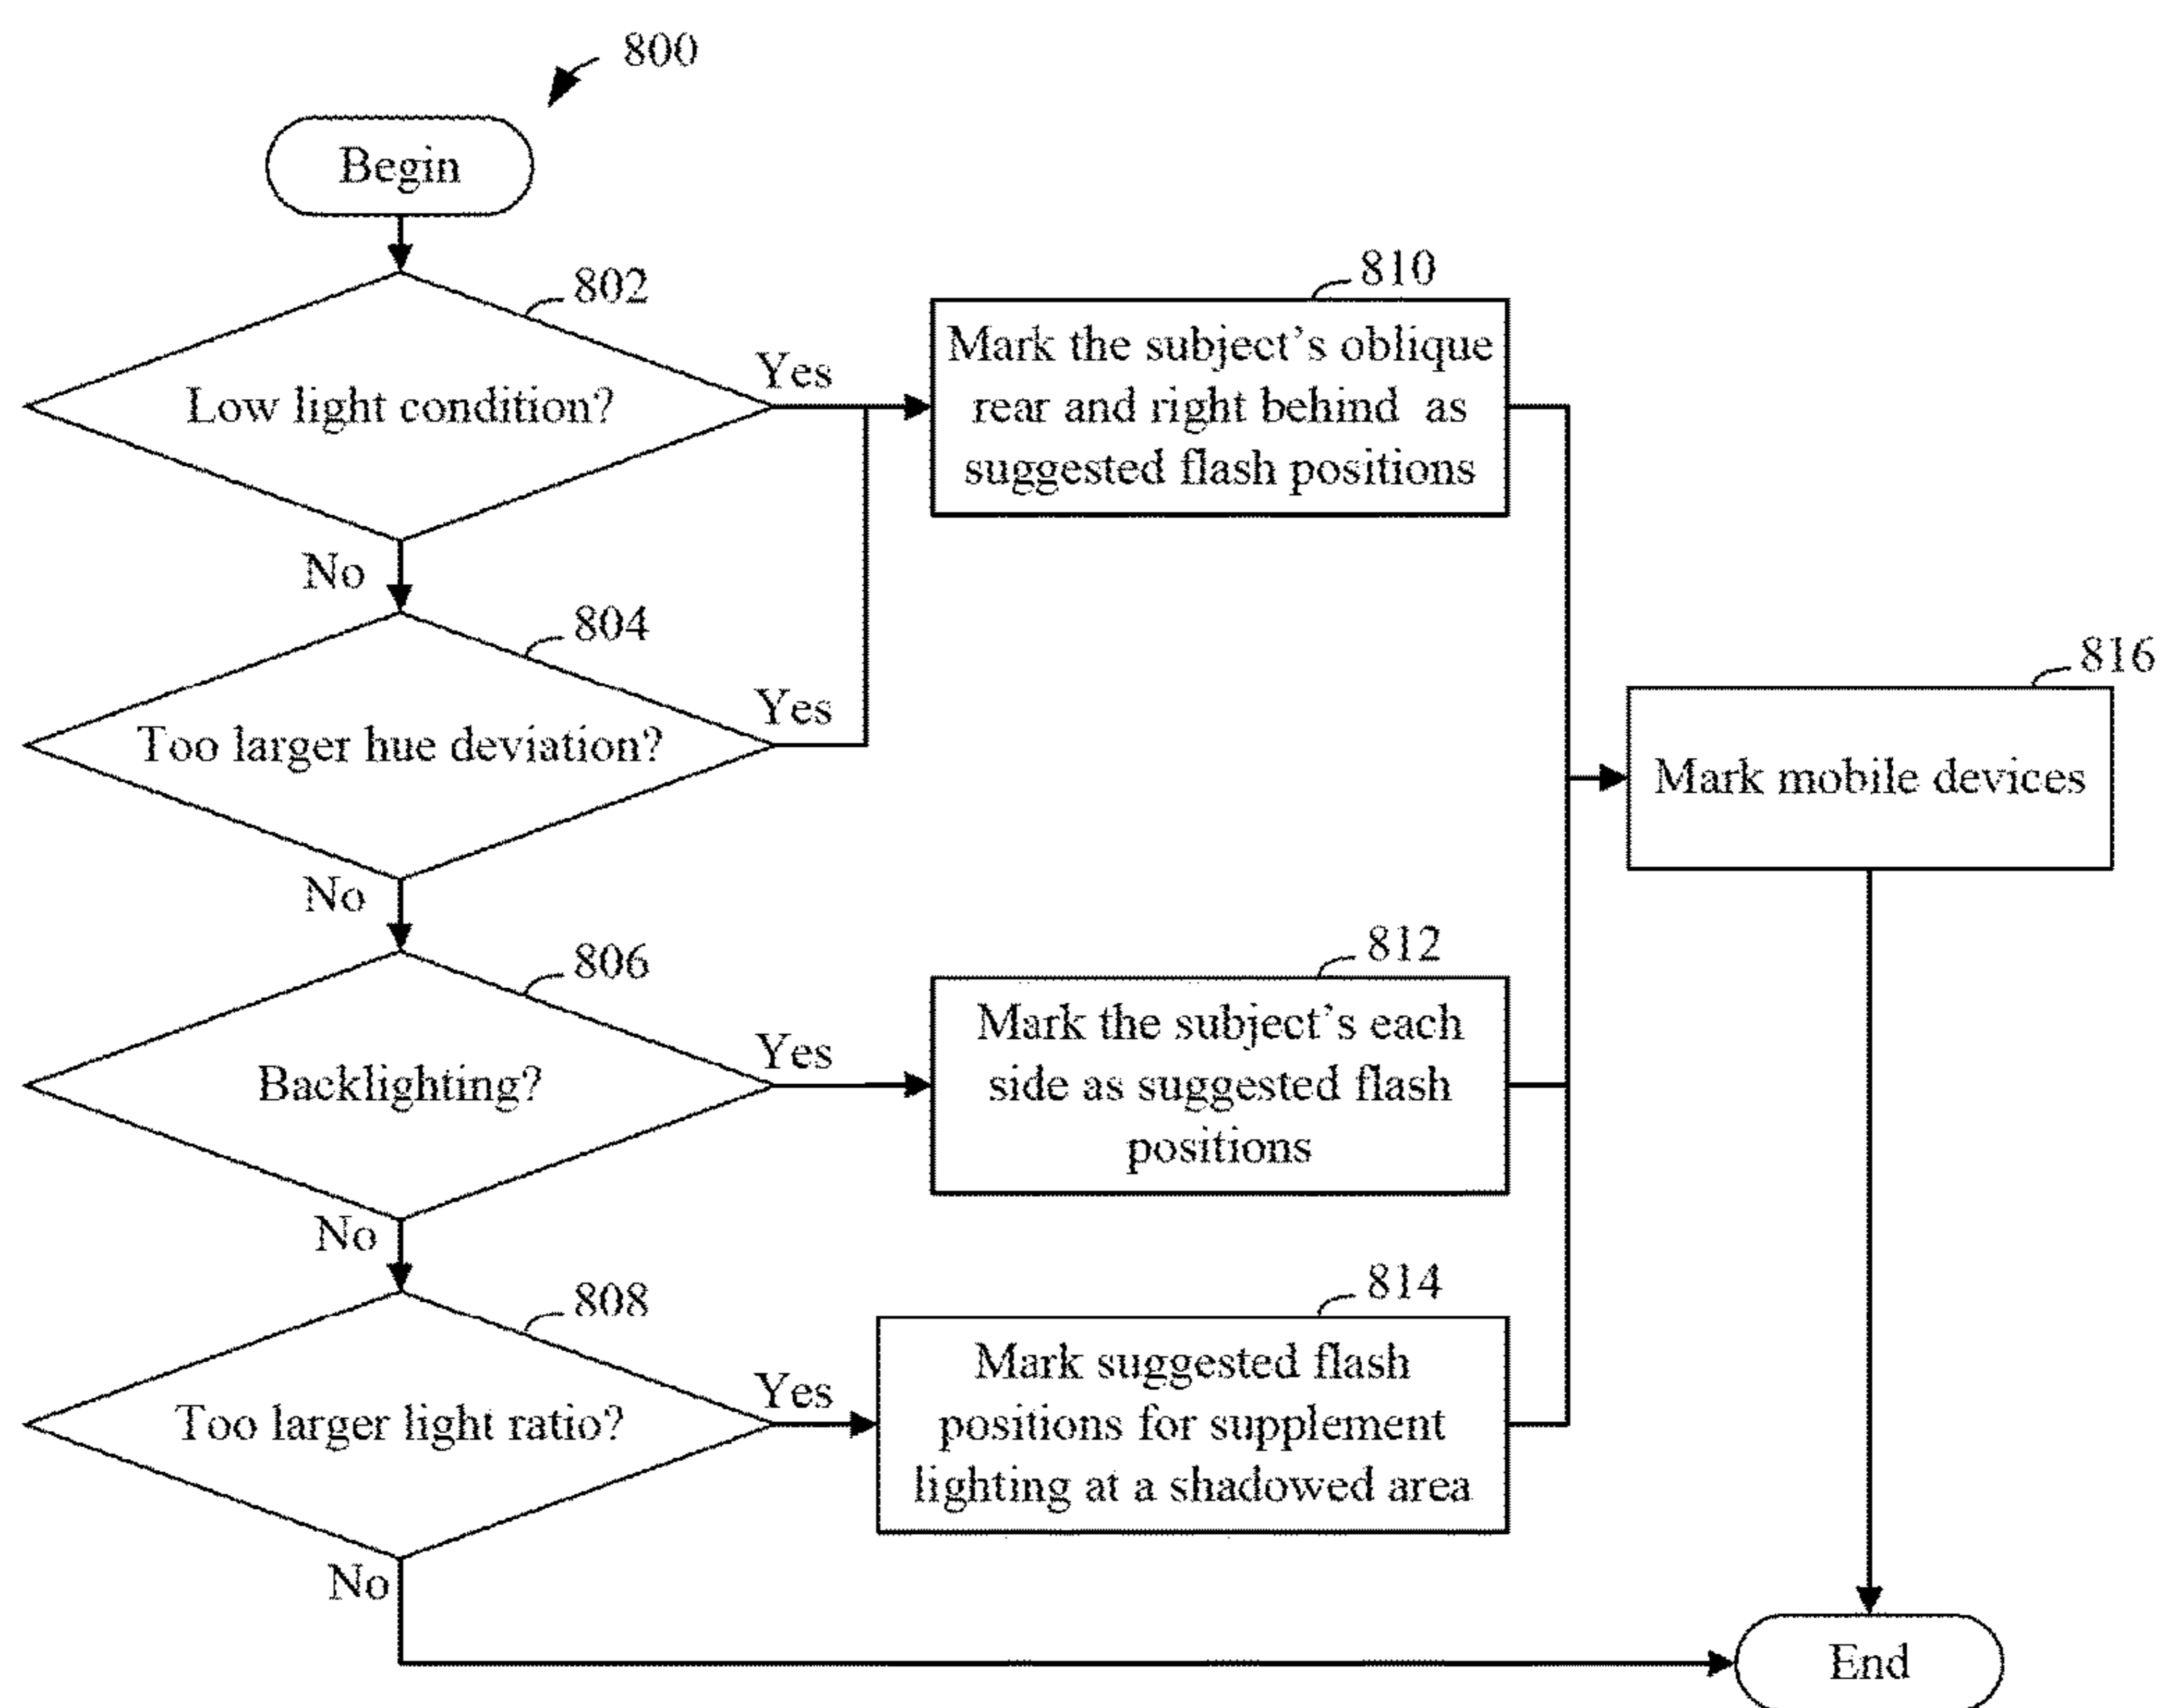 800
Begin
802
Low light condition?
Yes
No
810
Mark the subject's oblique
rear and right behind as
suggested flash positions
804
Too larger hue deviation?
Yes
No
816
Mark mobile devices
806
Backlighting?
Yes
No
812
Mark the subject's each
side as suggested flash
positions
808
Too larger light ratio?
Yes
No
814
Mark suggested flash
positions for supplement
lighting at a shadowed area
End